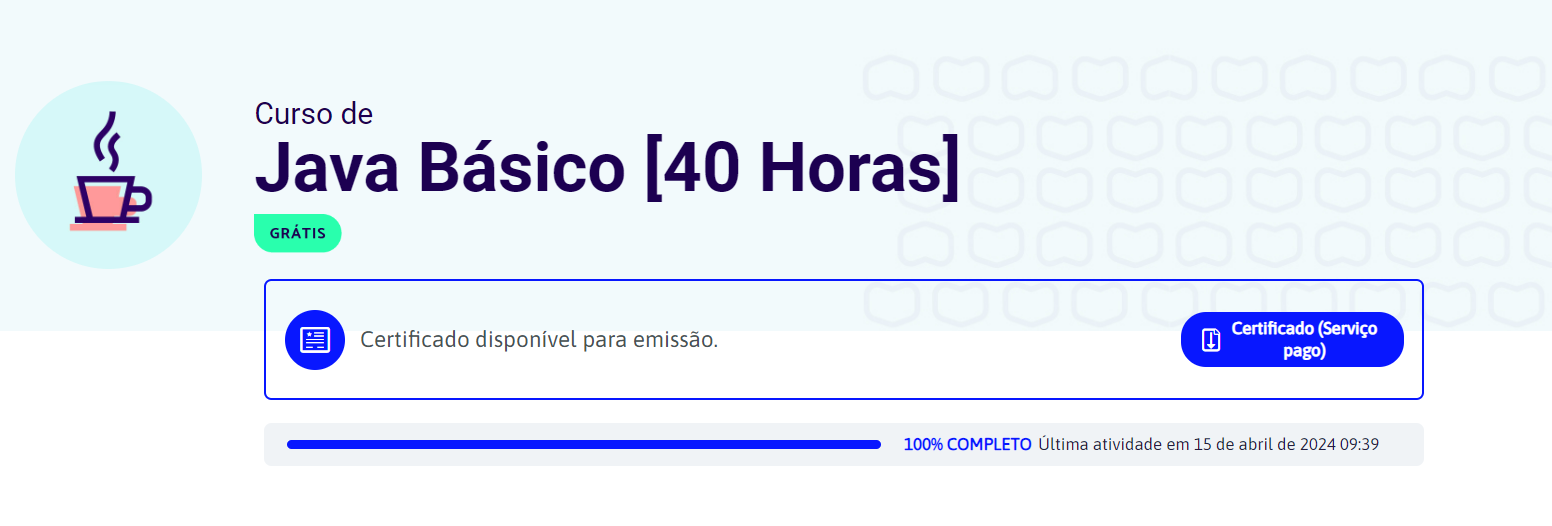 Curso de
Java Básico [40 Horas]
GRÁTIS
Certificado disponível para emissão.
Certificado (Serviço
pago)
100% COMPLETO Última atividade em 15 de abril de 2024 09:39